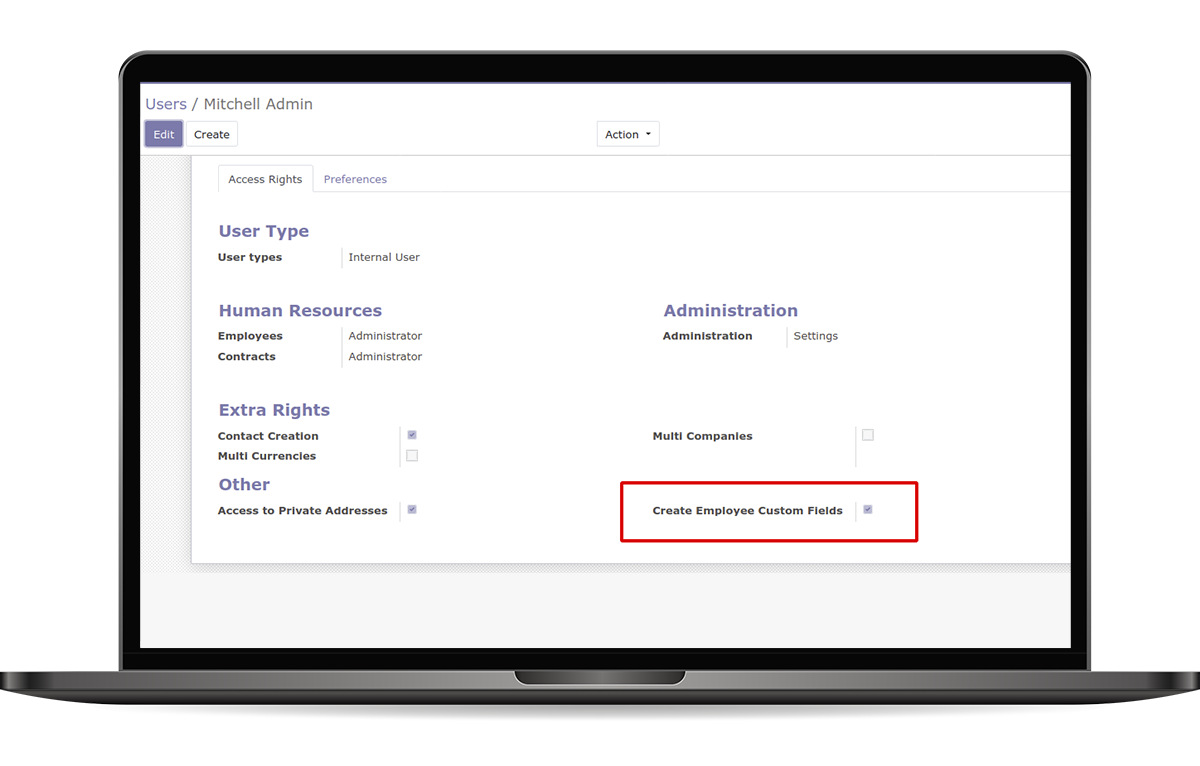 Users / Mitchell Admin
Edit Create Action
Access Rights Preferences
User Type
User types Internal User
Human Resources Administration
Employees Administrator Administration Settings
Contracts Administrator
Extra Rights
Contact Creation Multi Companies
Multi Currencies
Other
Access to Private Addresses Create Employee Custom Fields